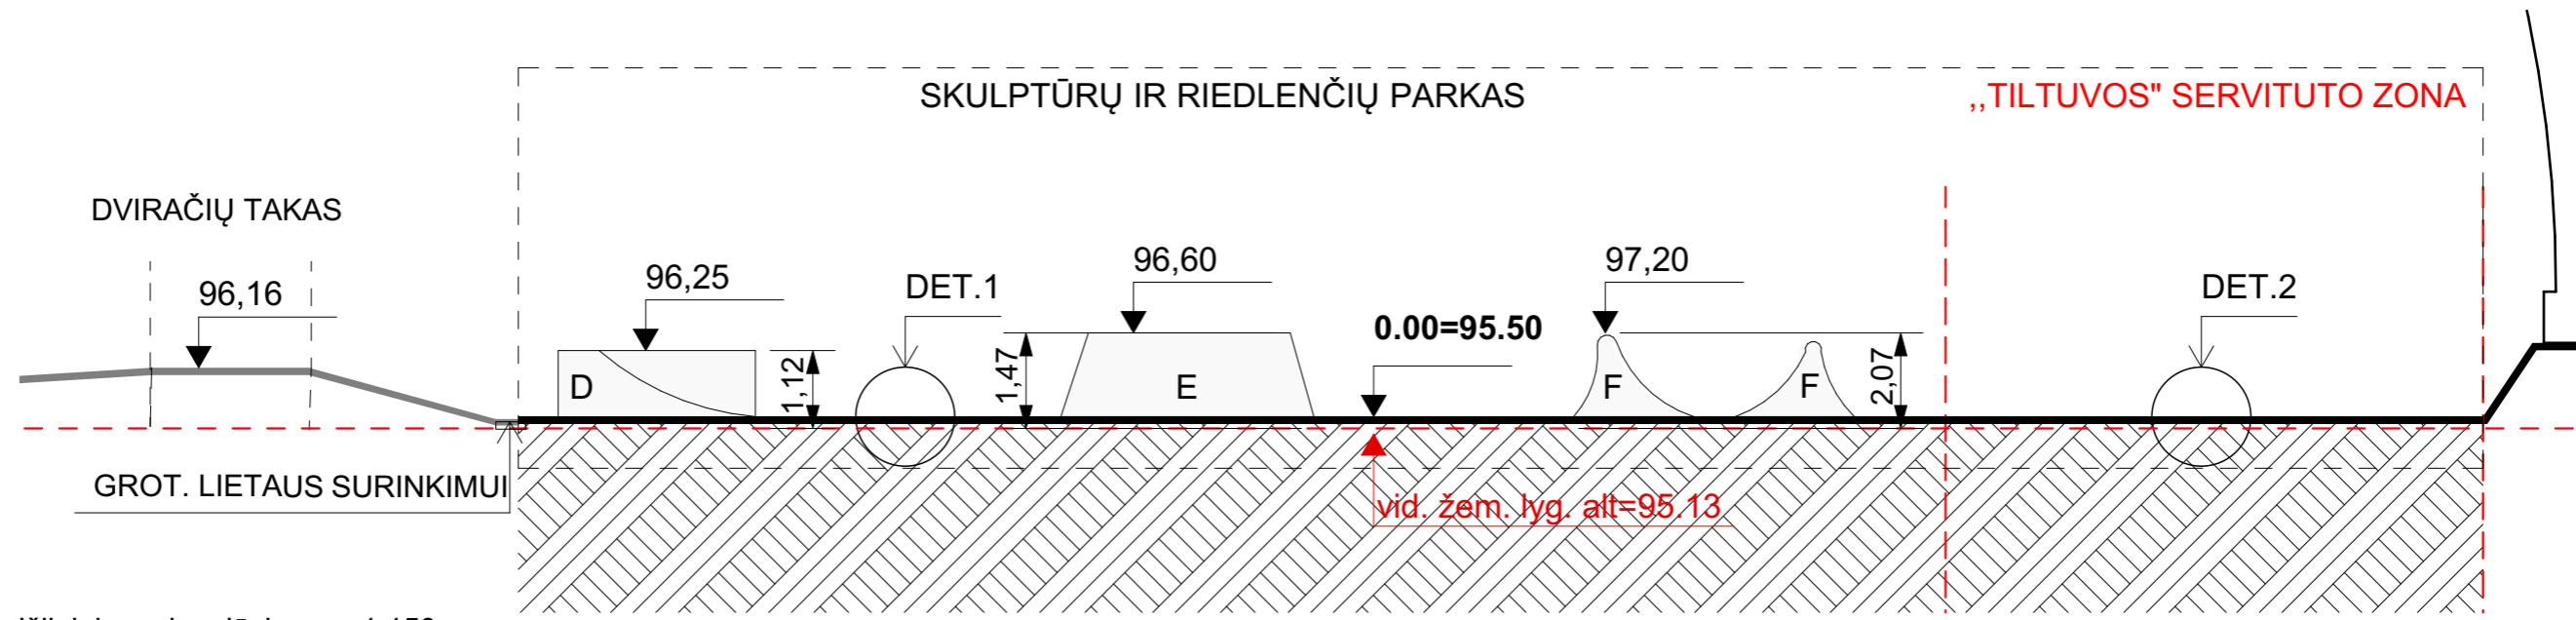 SKULPTŪRŲ IR RIEDLENČIŲ PARKAS
,,TILTUVOS" SERVITUTO ZONA
DVIRAČIŲ TAKAS
96,16
96,25
DET.1
96,60
0.00=95.50
97,20
DET.2
D
1,12
1,47
E
F
F
2,07
GROT. LIETAUS SURINKIMUI
vid. žem. lyg. alt=95.13